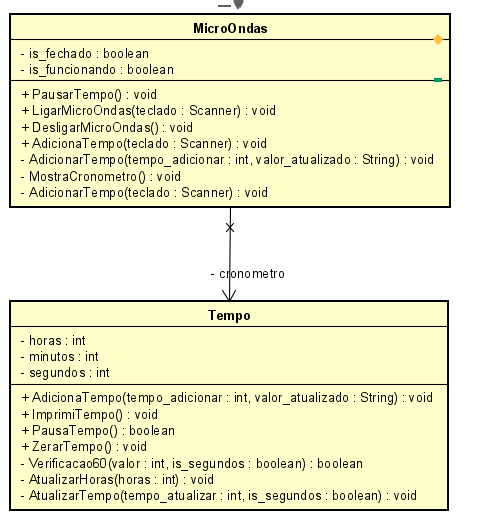 MicroOndas
- is_fechado : boolean
- is_funcionando : boolean
+ PausarTempo() : void
+ LigarMicroOndas(teclado : Scanner) : void
+ DesligarMicroOndas() : void
+ AdicionaTempo(teclado : Scanner) : void
- AdicionarTempo(tempo_adicionar : int, valor_atualizado : String) : void
- MostraCronometro() : void
- AdicionarTempo(teclado : Scanner) : void
- cronometro
Tempo
- horas : int
- minutos : int
- segundos : int
+ AdicionaTempo(tempo_adicionar : int, valor_atualizado : String) : void
+ ImprimiTempo() : void
+ PausaTempo() : boolean
+ ZerarTempo() : void
- Verificacao60(valor : int, is_segundos : boolean) : boolean
- AtualizarHoras(horas : int) : void
- AtualizarTempo(tempo_atualizar : int, is_segundos : boolean) : void